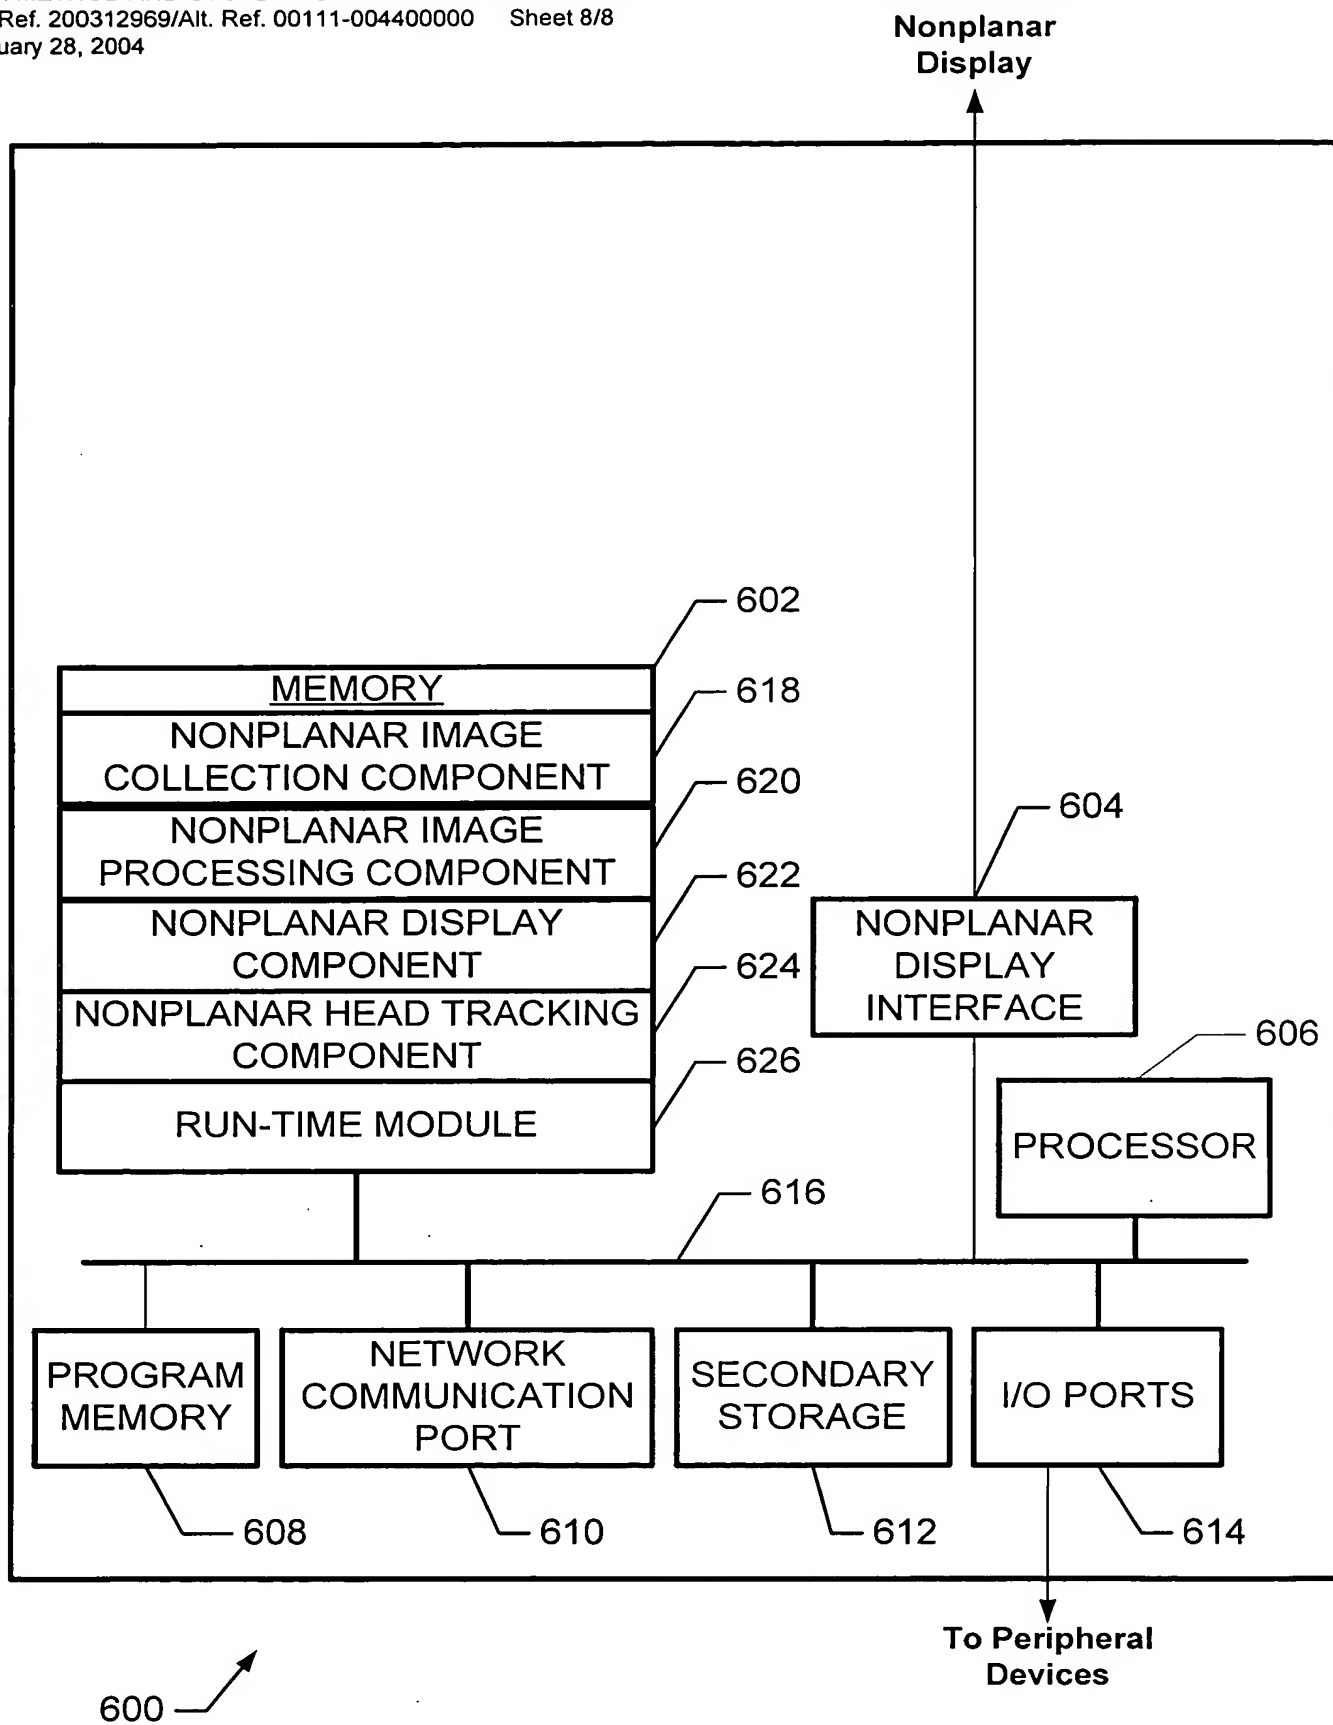 Ref. 200312969/Alt. Ref. 00111-004400000 Sheet 8/8
uary 28, 2004
Nonplanar
Display
602
MEMORY
618
NONPLANAR IMAGE
COLLECTION COMPONENT
620
NONPLANAR IMAGE
PROCESSING COMPONENT
622
NONPLANAR DISPLAY
COMPONENT
624
NONPLANAR HEAD TRACKING
COMPONENT
626
RUN-TIME MODULE
604
NONPLANAR
DISPLAY
INTERFACE
606
PROCESSOR
616
PROGRAM
MEMORY
NETWORK
COMMUNICATION
PORT
SECONDARY
STORAGE
I/O PORTS
608
610
612
614
To Peripheral
Devices
600